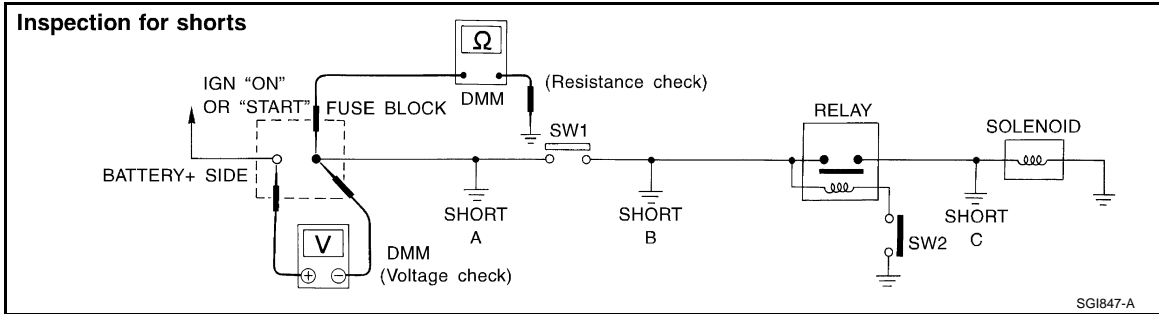 Inspection for shorts
Ω
IGN “ON”
OR “START”
FUSE BLOCK
DMM
(Resistance check)
SW1
RELAY
SOLENOID
BATTERY+ SIDE
SHORT
A
SHORT
B
SHORT
C
SW2
V
+ −
DMM
(Voltage check)
SGI847-A